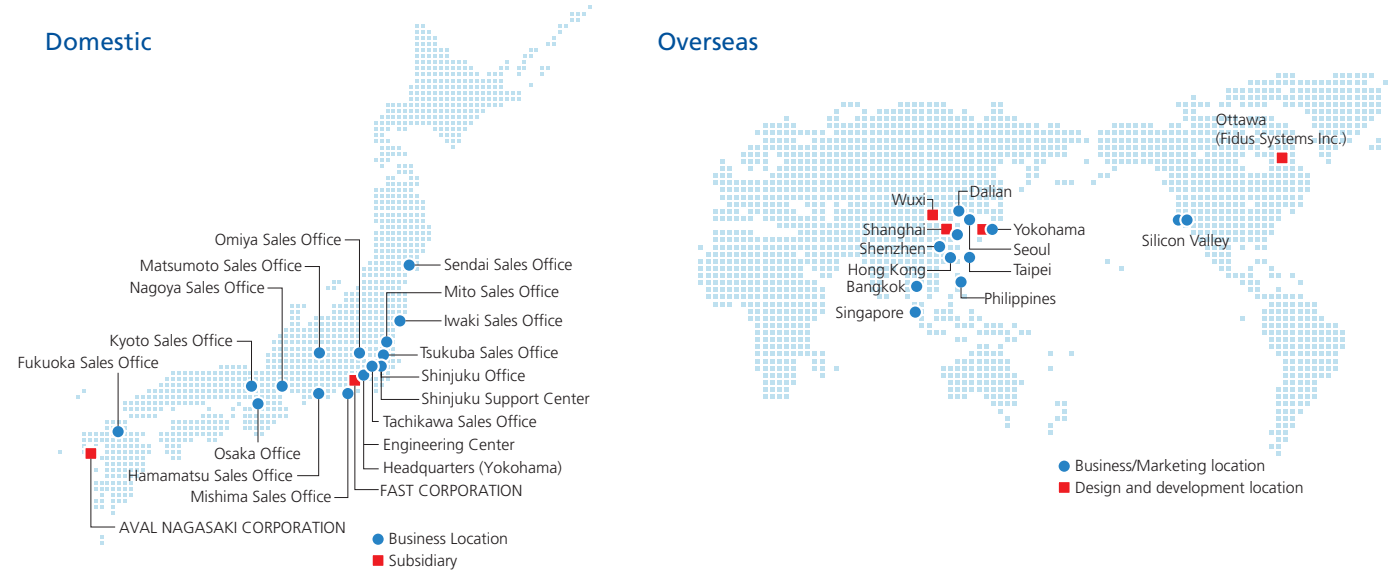 Domestic
Omiya Sales Office
Matsumoto Sales Office
Nagoya Sales Office
Kyoto Sales Office
Fukuoka Sales Office
Sendai Sales Office
Mito Sales Office
Iwaki Sales Office
Tsukuba Sales Office
Shinjuku Office
Shinjuku Support Center
Tachikawa Sales Office
Engineering Center
Headquarters (Yokohama)
FAST CORPORATION
Osaka Office
Hamamatsu Sales Office
Mishima Sales Office
AVAL NAGASAKI CORPORATION
Business Location
Subsidiary
Overseas
Ottawa
(Fidus Systems Inc.)
Wuxi
Dalian
Shanghai
Yokohama
Shenzhen
Seoul
Hong Kong
Taipei
Bangkok
Philippines
Singapore
Silicon Valley
Business/Marketing location
Design and development location